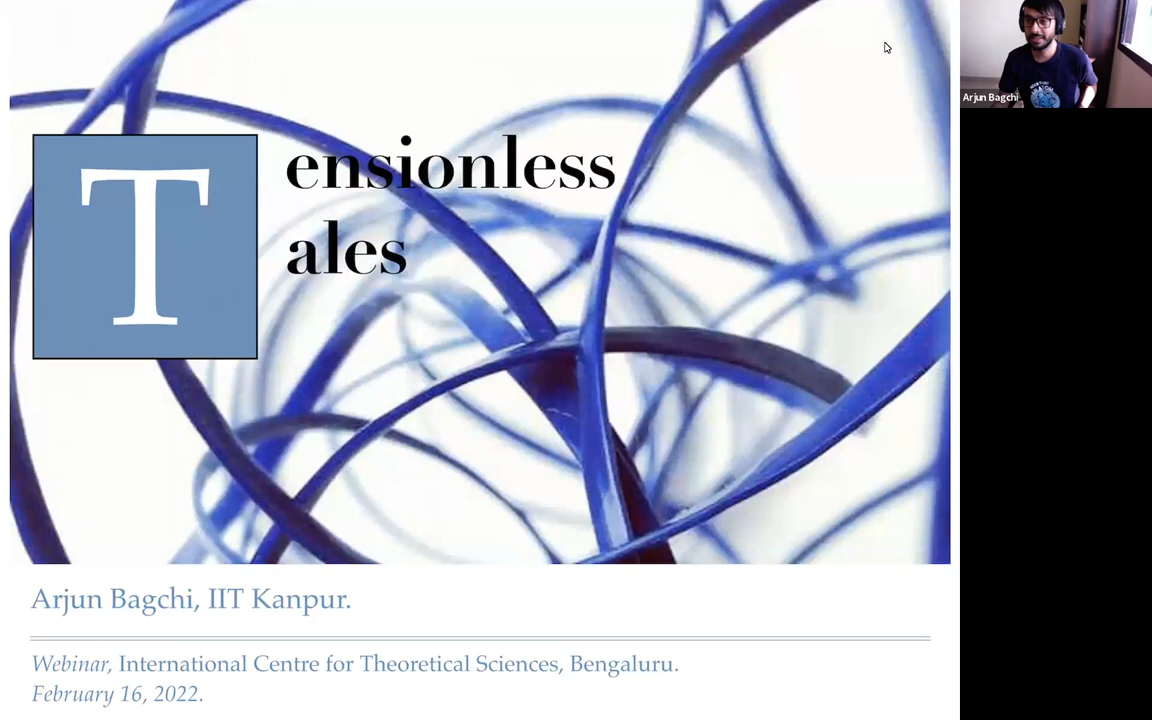 T
ensionless
ales
Arjun Bagchi, IIT Kanpur.
Webinar, International Centre for Theoretical Sciences, Bengaluru.
February 16, 2022.
Arjun Bagchi